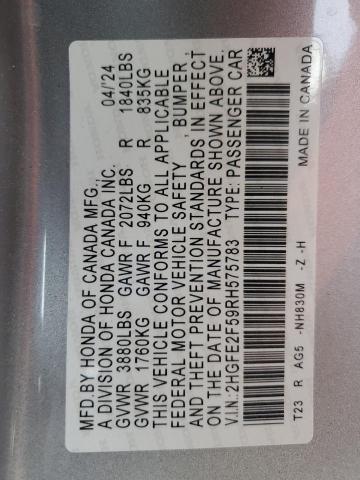 MFD.BY HONDA OF CANADA MFG., 04/'24
A DIVISION OF HONDA CANADA INC.
GVWR 3880LBS GAWR F 2072LBS R 1840LBS
GVWR 1760KG GAWR F 940KG R 835KG
THIS VEHICLE CONFORMS TO ALL APPLICABLE
FEDERAL MOTOR VEHICLE SAFETY , BUMPER ,
AND THEFT PREVENTION STANDARDS IN EFFECT
ON THE DATE OF MANUFACTURE SHOWN ABOVE.
V.I.N.: 2HGFE2F59RH575783 TYPE: PASSENGER CAR
T23 R AG5 -NH830M -Z -H MADE IN CANADA